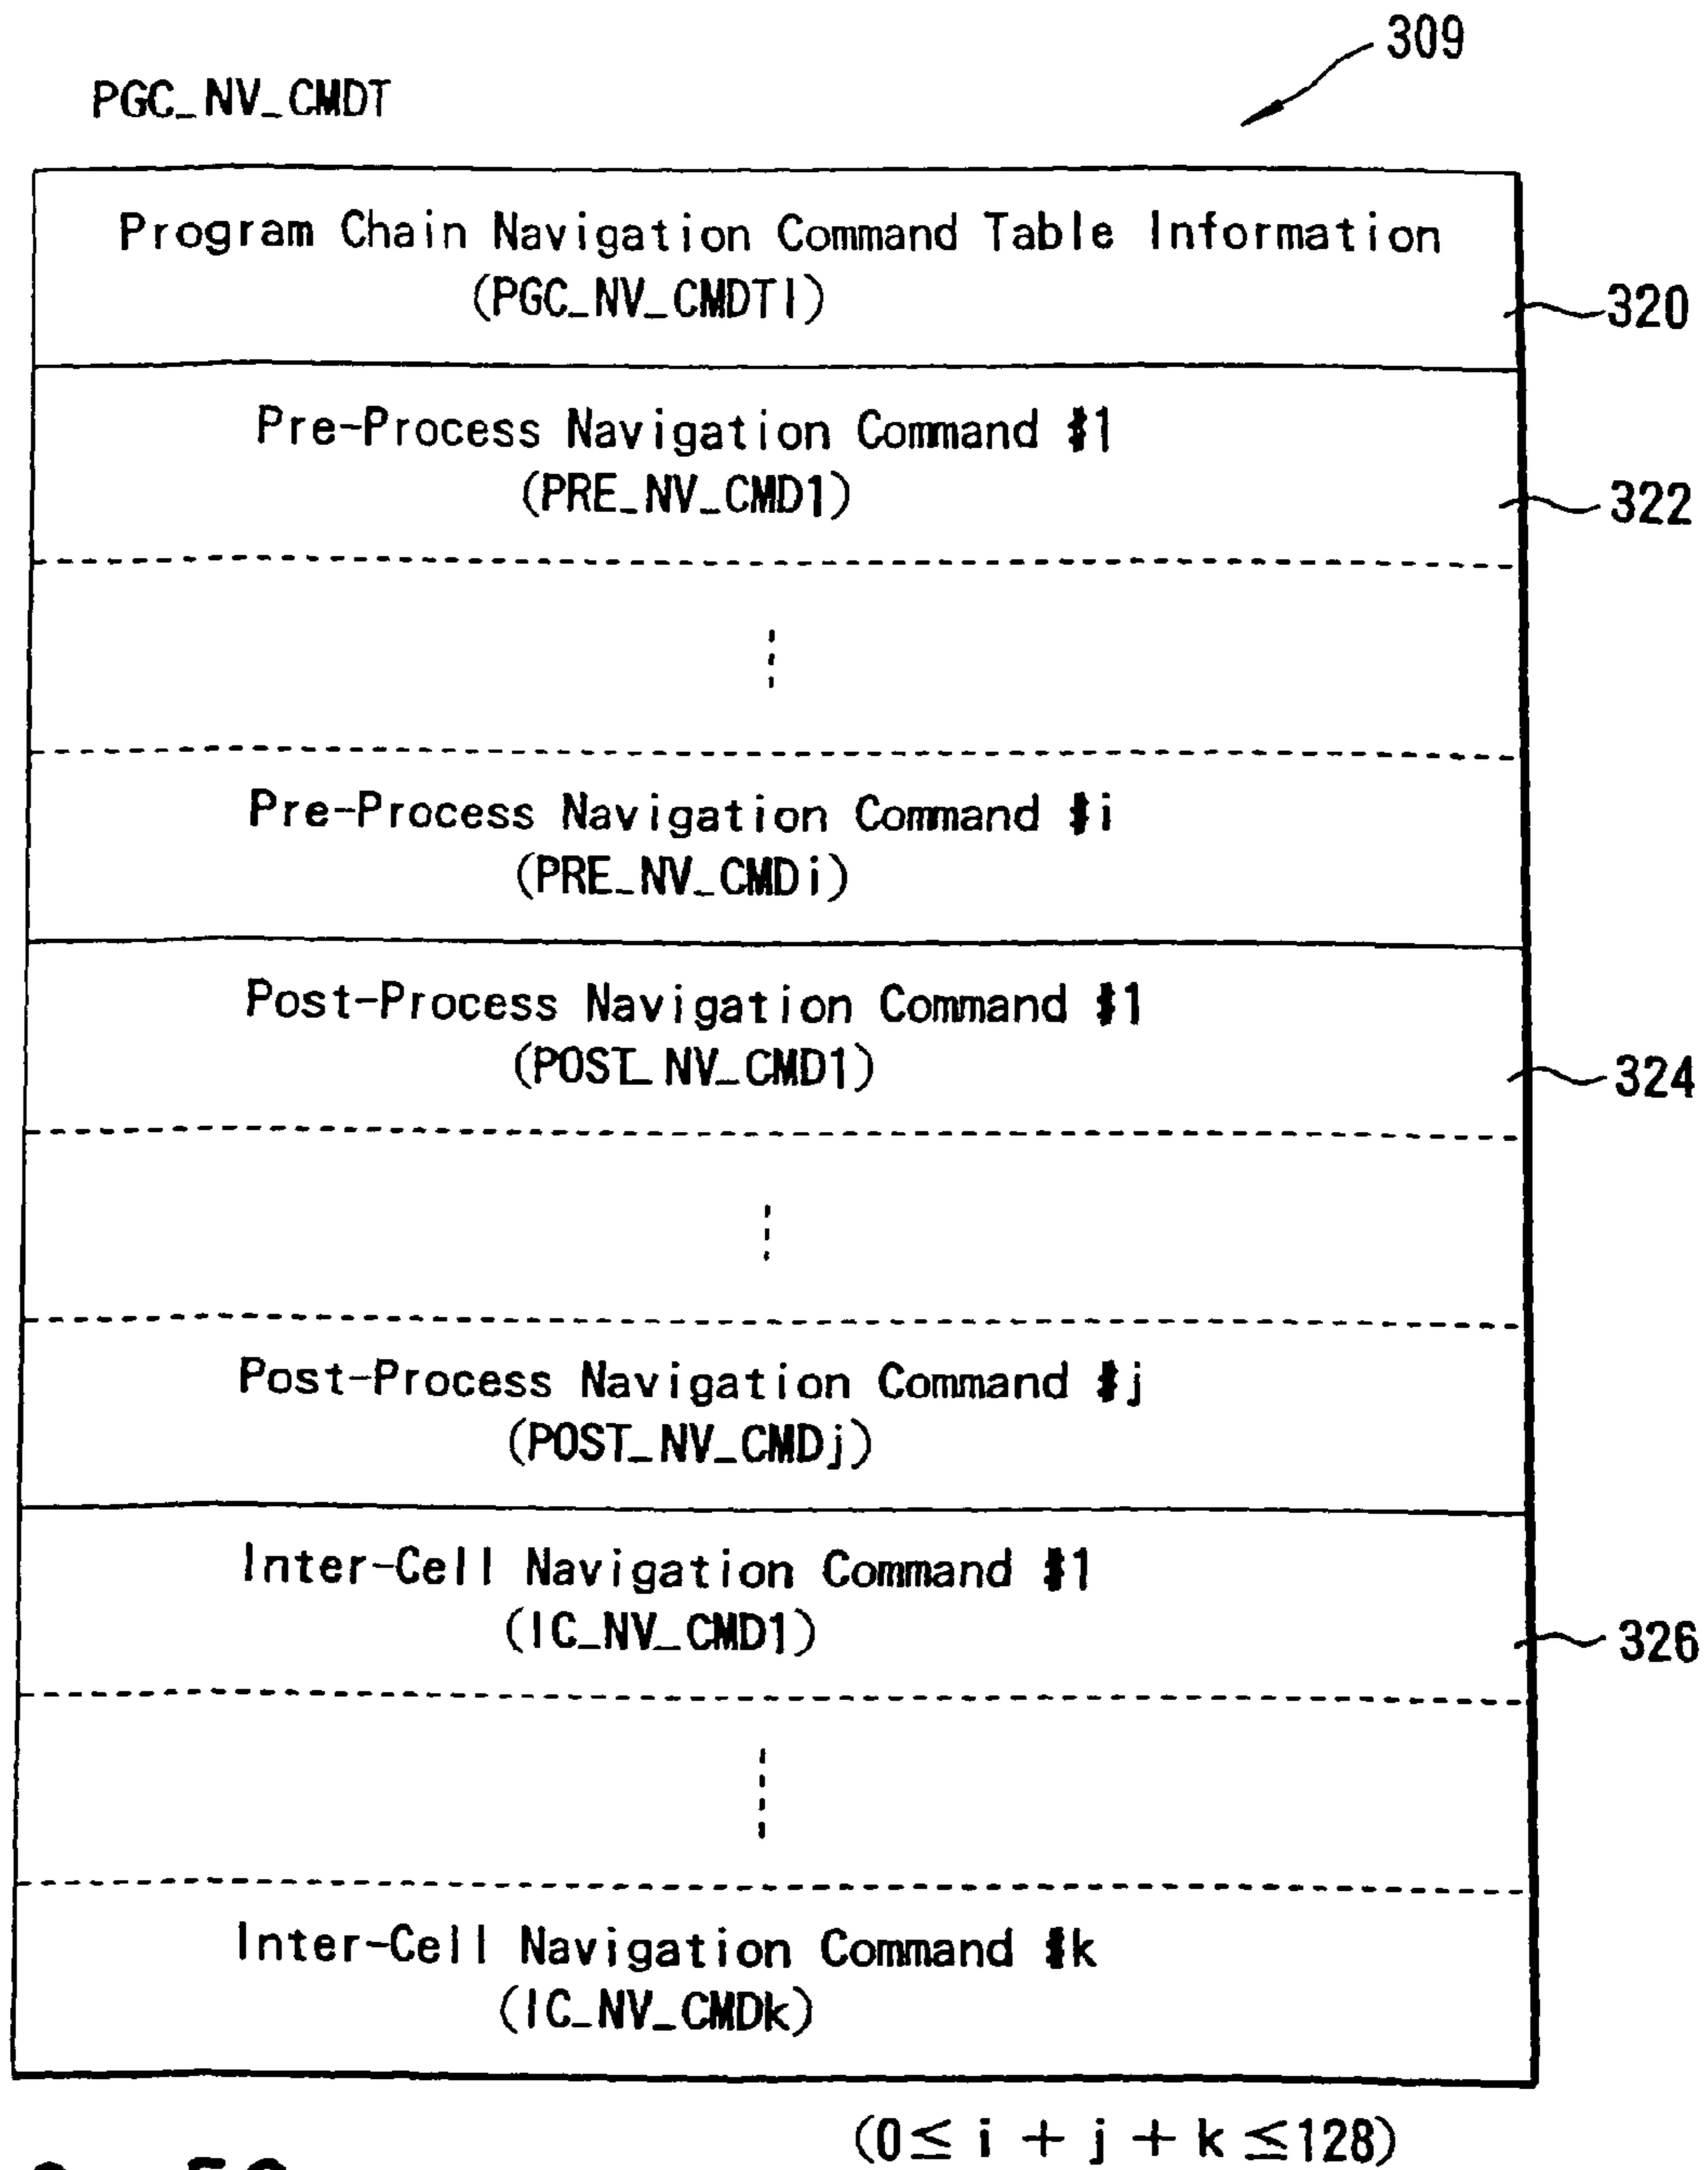 309
PGC_NV_CMDT
Program Chain Navigation Command Table Information
(PGC_NV_CMDTI)
320
Pre-Process Navigation Command #1
(PRE_NV_CMD1)
322
Pre-Process Navigation Command #i
(PRE_NV_CMDi)
Post-Process Navigation Command #1
(POST_NV_CMD1)
324
Post-Process Navigation Command #j
(POST_NV_CMDj)
Inter-Cell Navigation Command #1
(IC_NV_CMD1)
326
Inter-Cell Navigation Command #k
(IC_NV_CMDk)
(0≦ i + j + k ≦128)